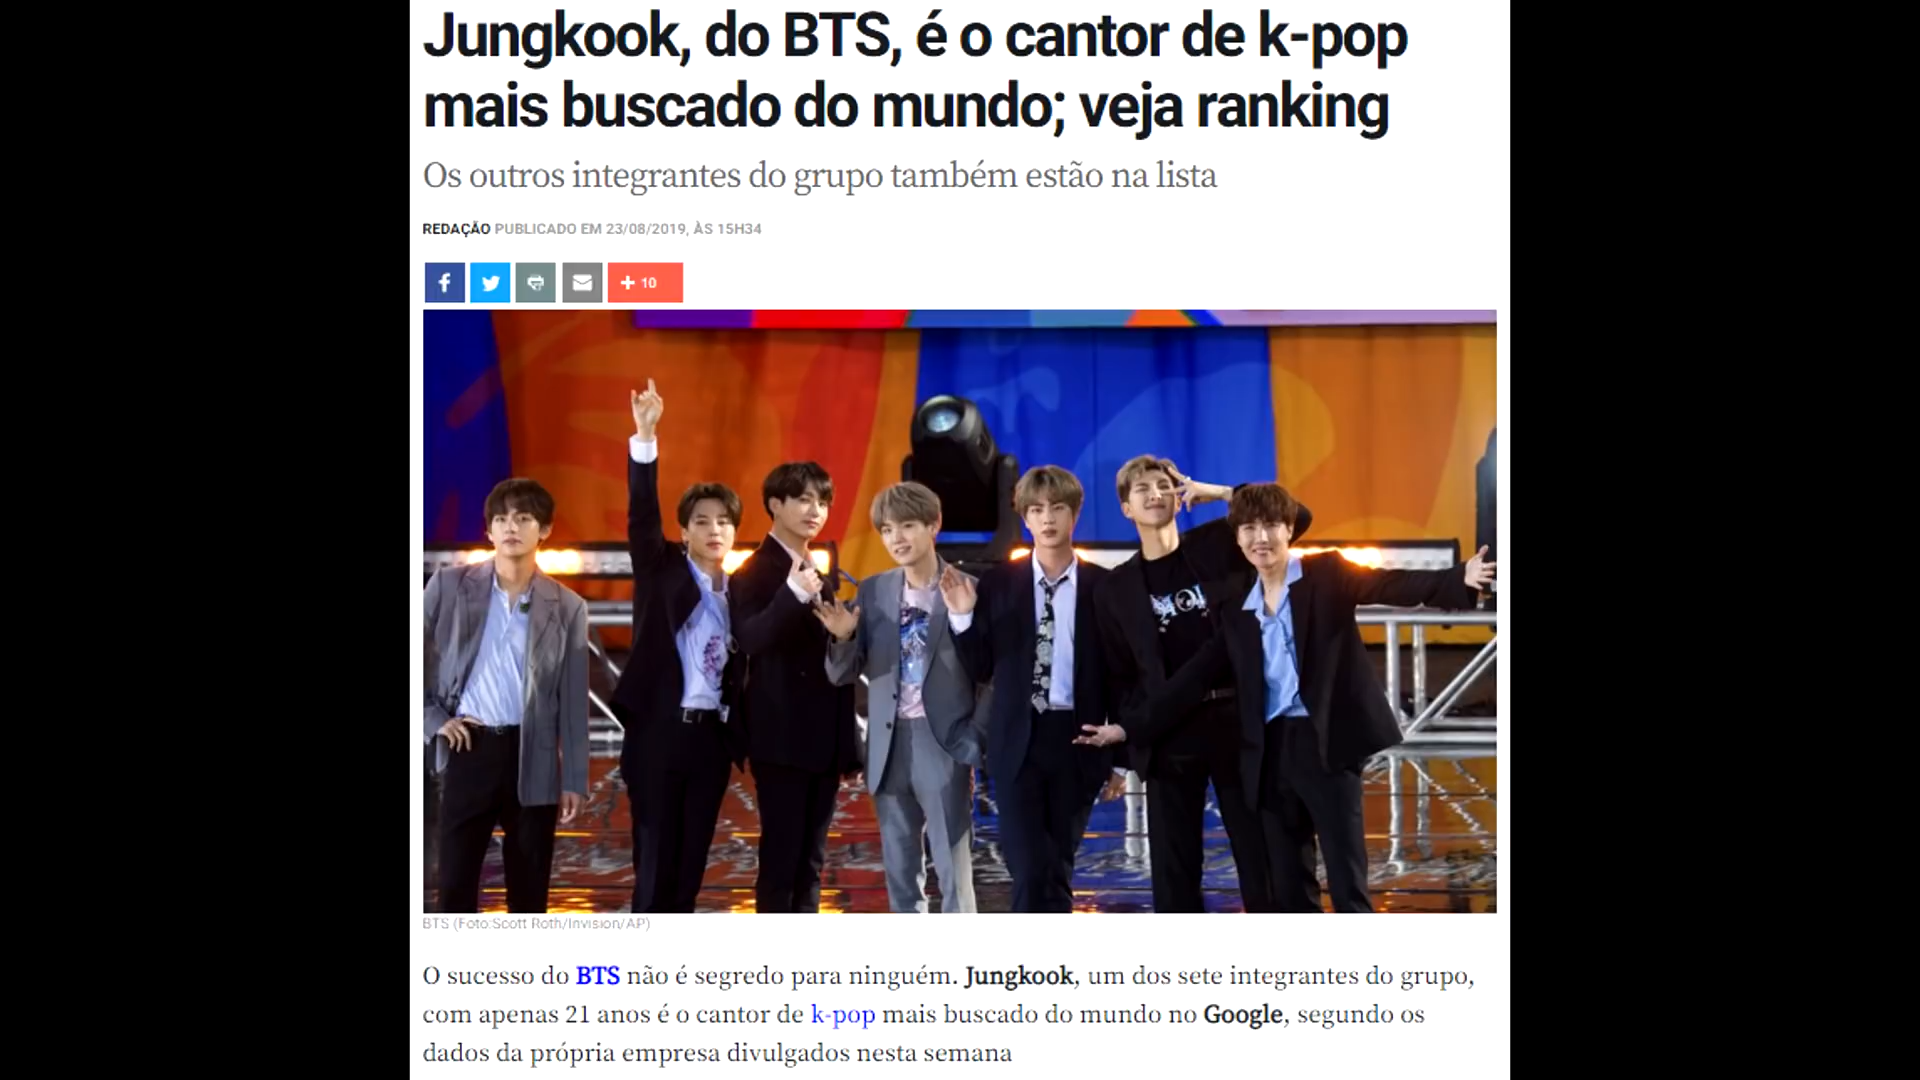 Jungkook, do BTS, é o cantor de k-pop
mais buscado do mundo; veja ranking
Os outros integrantes do grupo também estão na lista
REDAÇÃO PUBLICADO EM 23/08/2019, ÀS 15H34
+ 10
BTS (Foto:Scott Roth/Invision/AP)
O sucesso do BTS não é segredo para ninguém. Jungkook, um dos sete integrantes do grupo,
com apenas 21 anos é o cantor de k-pop mais buscado do mundo no Google, segundo os
dados da própria empresa divulgados nesta semana